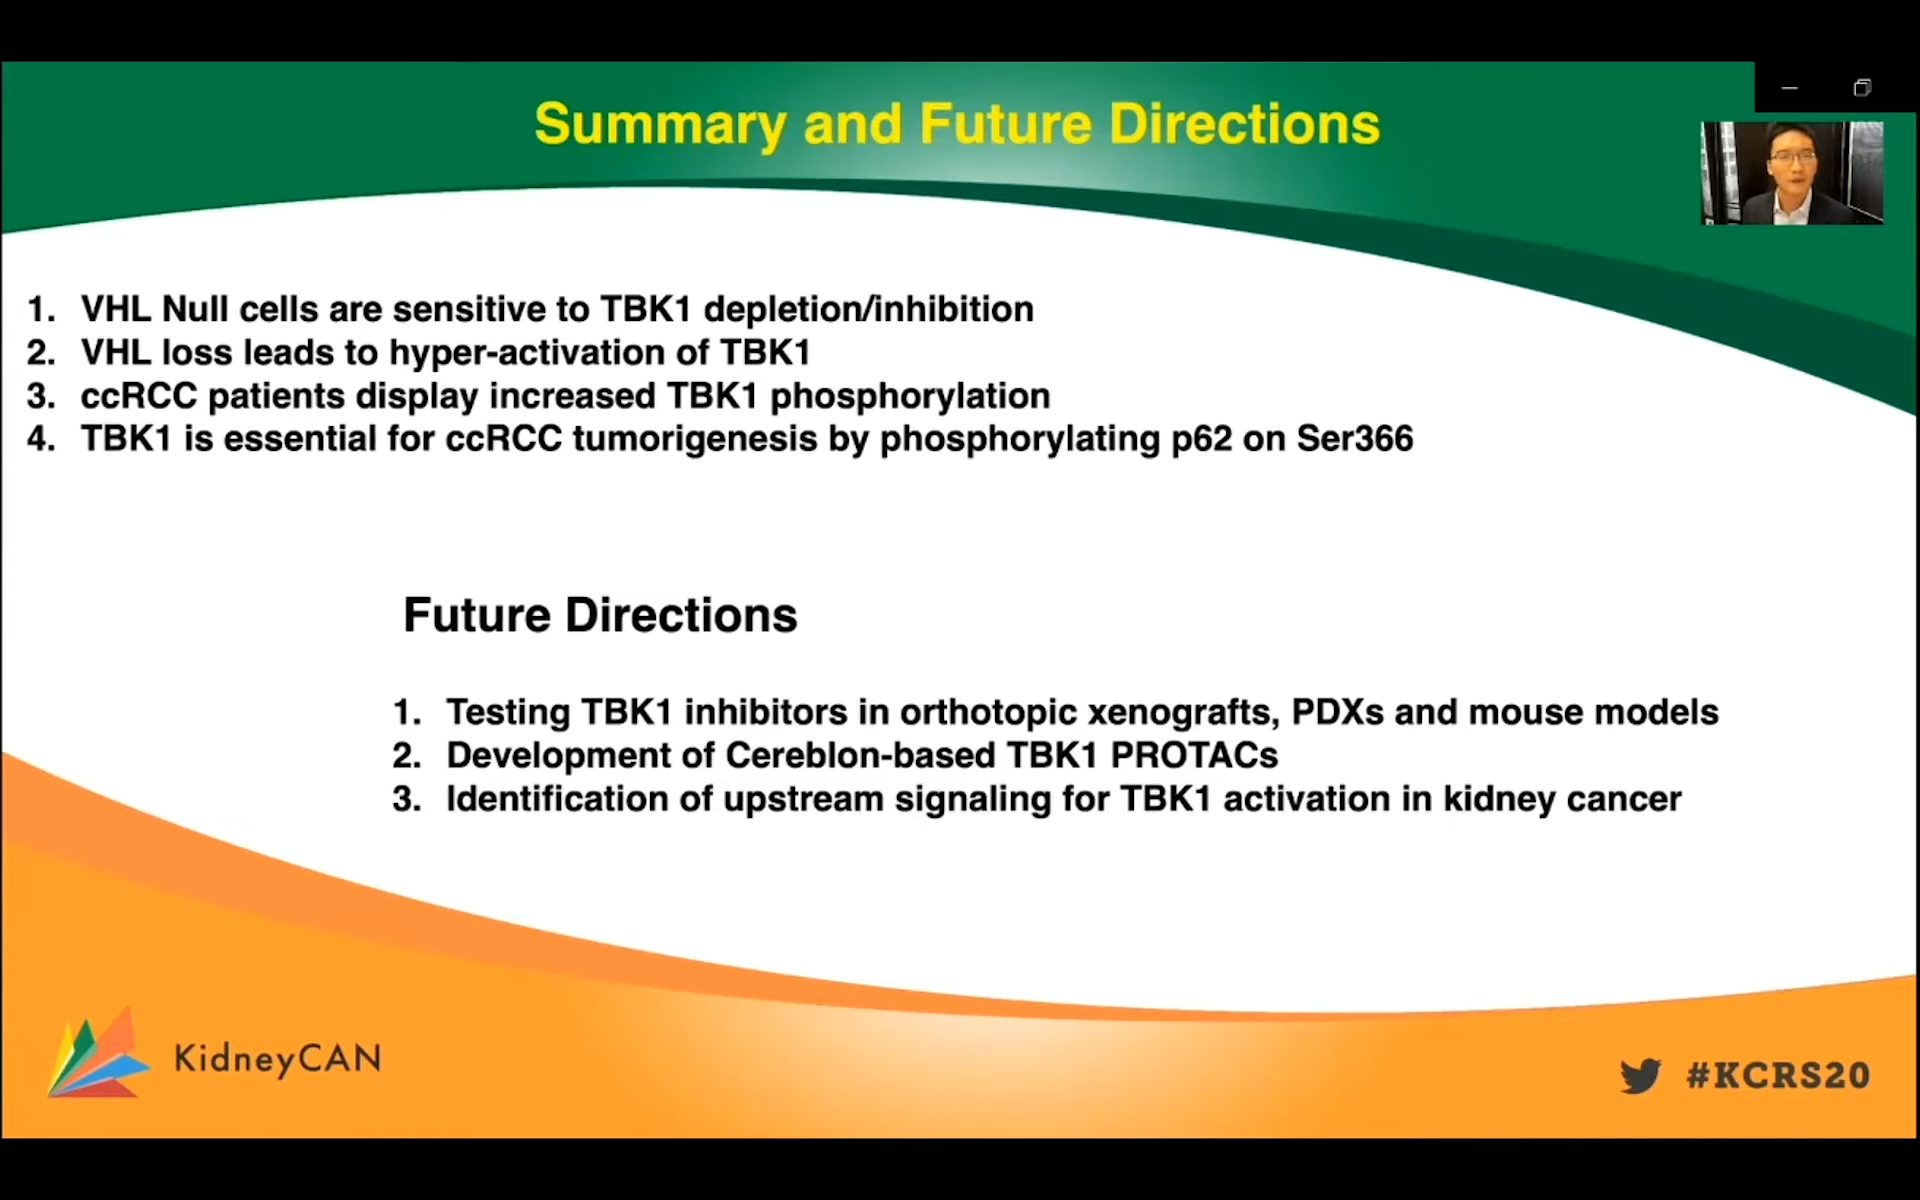 Summary and Future Directions
1. VHL Null cells are sensitive to TBK1 depletion/inhibition
2. VHL loss leads to hyper-activation of TBK1
3. ccRCC patients display increased TBK1 phosphorylation
4. TBK1 is essential for ccRCC tumorigenesis by phosphorylating p62 on Ser366
Future Directions
1. Testing TBK1 inhibitors in orthotopic xenografts, PDXs and mouse models
2. Development of Cereblon-based TBK1 PROTACs
3. Identification of upstream signaling for TBK1 activation in kidney cancer
KidneyCAN
#KCRS20